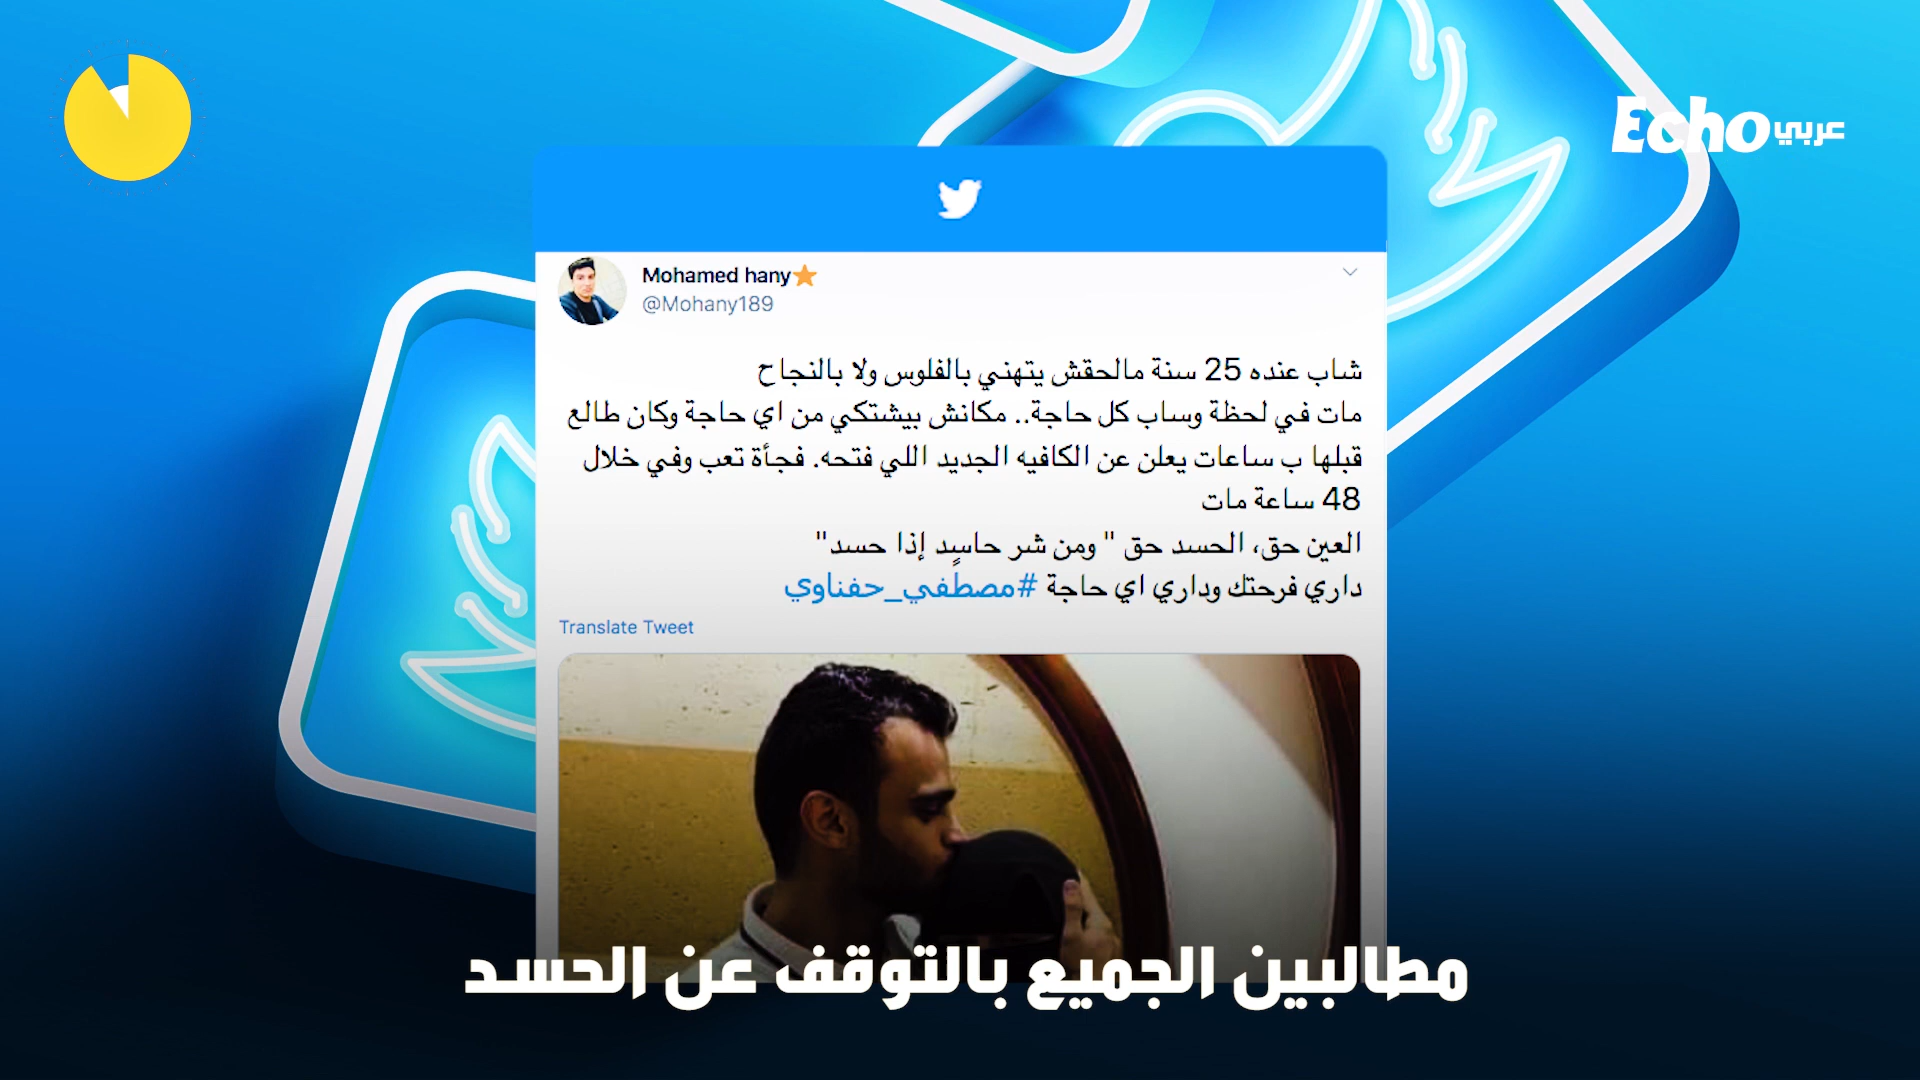 Echo عربي
Mohamed hany
@Mohany189
شاب عنده 25 سنة مالحقش يتهني بالفلوس ولا بالنجاح
مات في لحظة وساب كل حاجة.. مكانش بيشتكي من اي حاجة وكان طالع
قبلها ب ساعات يعلن عن الكافيه الجديد اللي فتحه. فجأة تعب وفي خلال
48 ساعة مات
العين حق، الحسد حق " ومن شر حاسٍد إذا حسد"
داري فرحتك وداري اي حاجة #مصطفي_حفناوي
Translate Tweet
مطالبين الجميع بالتوقف عن الحسد